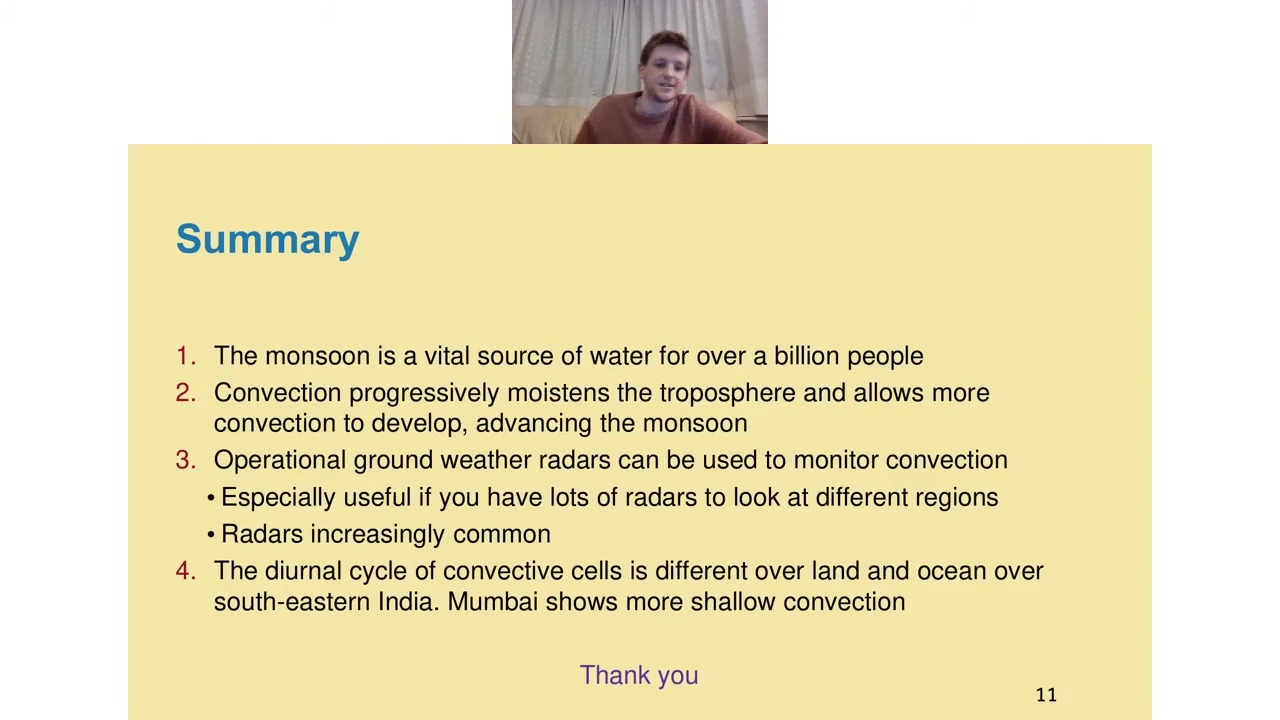 Summary
1. The monsoon is a vital source of water for over a billion people
2. Convection progressively moistens the troposphere and allows more
convection to develop, advancing the monsoon
3. Operational ground weather radars can be used to monitor convection
• Especially useful if you have lots of radars to look at different regions
• Radars increasingly common
4. The diurnal cycle of convective cells is different over land and ocean over
south-eastern India. Mumbai shows more shallow convection
Thank you
11